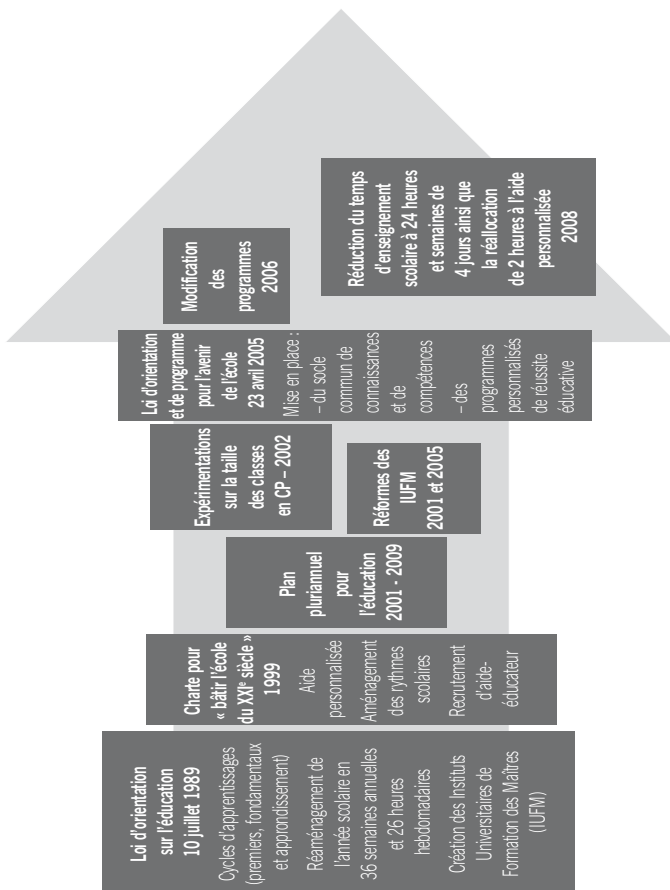 Loi d'orientation
sur l'éducation
10 juillet 1989
Cycles d'apprentissages
(premiers, fondamentaux
et approndissement)
Réaménagement de
l'année scolaire en
36 semaines annuelles
et 26 heures
hebdomadaires
Création des Instituts
Universitaires de
Formation des Maîtres
(IUFM)
Charte pour
« bâtir l'école
du XXIe siècle »
1999
Aide
personnalisée
Aménagement
des rythmes
scolaires
Recrutement
d'aide-
éducateur
Plan
pluriannuel
pour
l'éducation
2001 - 2009
Expérimentations
sur la taille
des classes
en CP – 2002
Réformes des
IUFM
2001 et 2005
Loi d'orientation
et de programme
pour l'avenir
de l'école
23 avril 2005
Mise en place :
– du socle
commun de
connaissances
et de
compétences
– des
programmes
personnalisés
de réussite
éducative
Modification
des
programmes
2006
Réduction du temps
d'enseignement
scolaire à 24 heures
et semaines de
4 jours ainsi que
la réallocation
de 2 heures à l'aide
personnalisée
2008